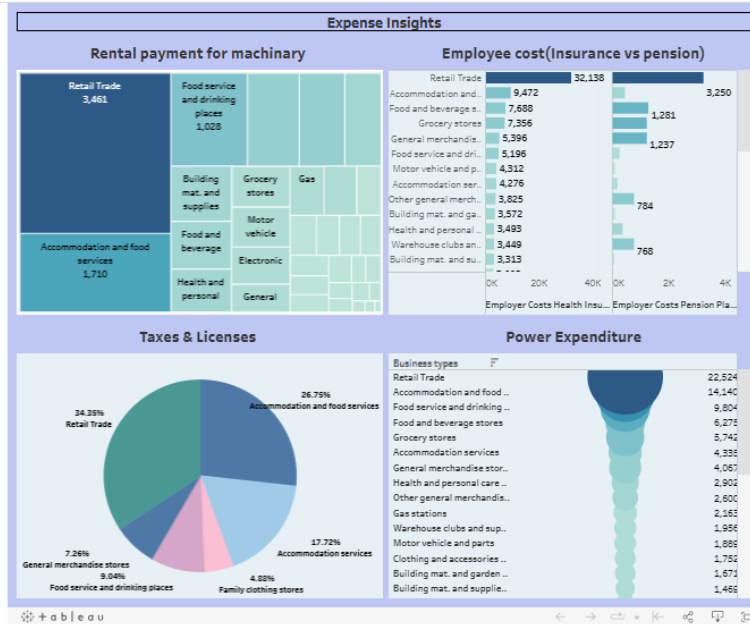 Expense Insights
Rental payment for machinary
Retail Trade
3,461
Food service
and drinking
places
1,028
Building
mat. and
supplies
Grocery
stores
Gas
Motor
vehicle
Food and
beverage
Accommodation and food
services
1,710
Electronic
Health and
personal
General
Employee cost(Insurance vs pension)
Retail Trade
32,138
Accommodation and..
9,472
3,250
Food and beverage s..
7,688
1,281
Grocery stores
7,356
General merchandis..
5,396
1,237
Food service and dri..
5,196
Motor vehicle and p..
4,312
Accommodation ser..
4,276
Other general merch..
3,825
784
Building mat. and ga..
3,572
Health and personal ..
3,493
Warehouse clubs an..
3,449
768
Building mat. and su..
3,313
0K 20K 40K 0K 2K 4K
Employer Costs Health Insu... Employer Costs Pension Pla...
Taxes & Licenses
26.75%
Accommodation and food services
34.35%
Retail Trade
17.72%
Accommodation services
7.26%
General merchandise stores
9.04%
Food service and drinking places
4.88%
Family clothing stores
Power Expenditure
Business types
Retail Trade 22,524
Accommodation and food .. 14,140
Food service and drinking .. 9,804
Food and beverage stores 6,275
Grocery stores 5,742
Accommodation services
General merchandise stor.. 4,067
Health and personal care .. 2,902
Other general merchandis.. 2,600
Gas stations 2,163
Warehouse clubs and sup.. 1,956
Motor vehicle and parts
Clothing and accessories .. 1,752
Building mat. and garden .. 1,671
Building mat. and supplie..
+ableau